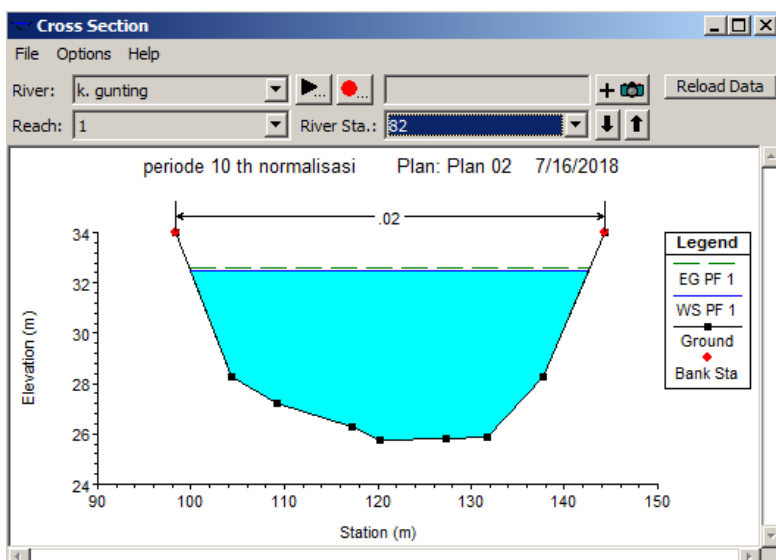 Cross Section
File Options Help
River: k. gunting
Reload Data
Reach: 1 River Sta.: 82
periode 10 th normalisasi Plan: Plan 02 7/16/2018
.02
34
32
30
28
26
24
90 100 110 120 130 140 150
Elevation (m)
Station (m)
Legend
EG PF 1
WS PF 1
Ground
Bank Sta